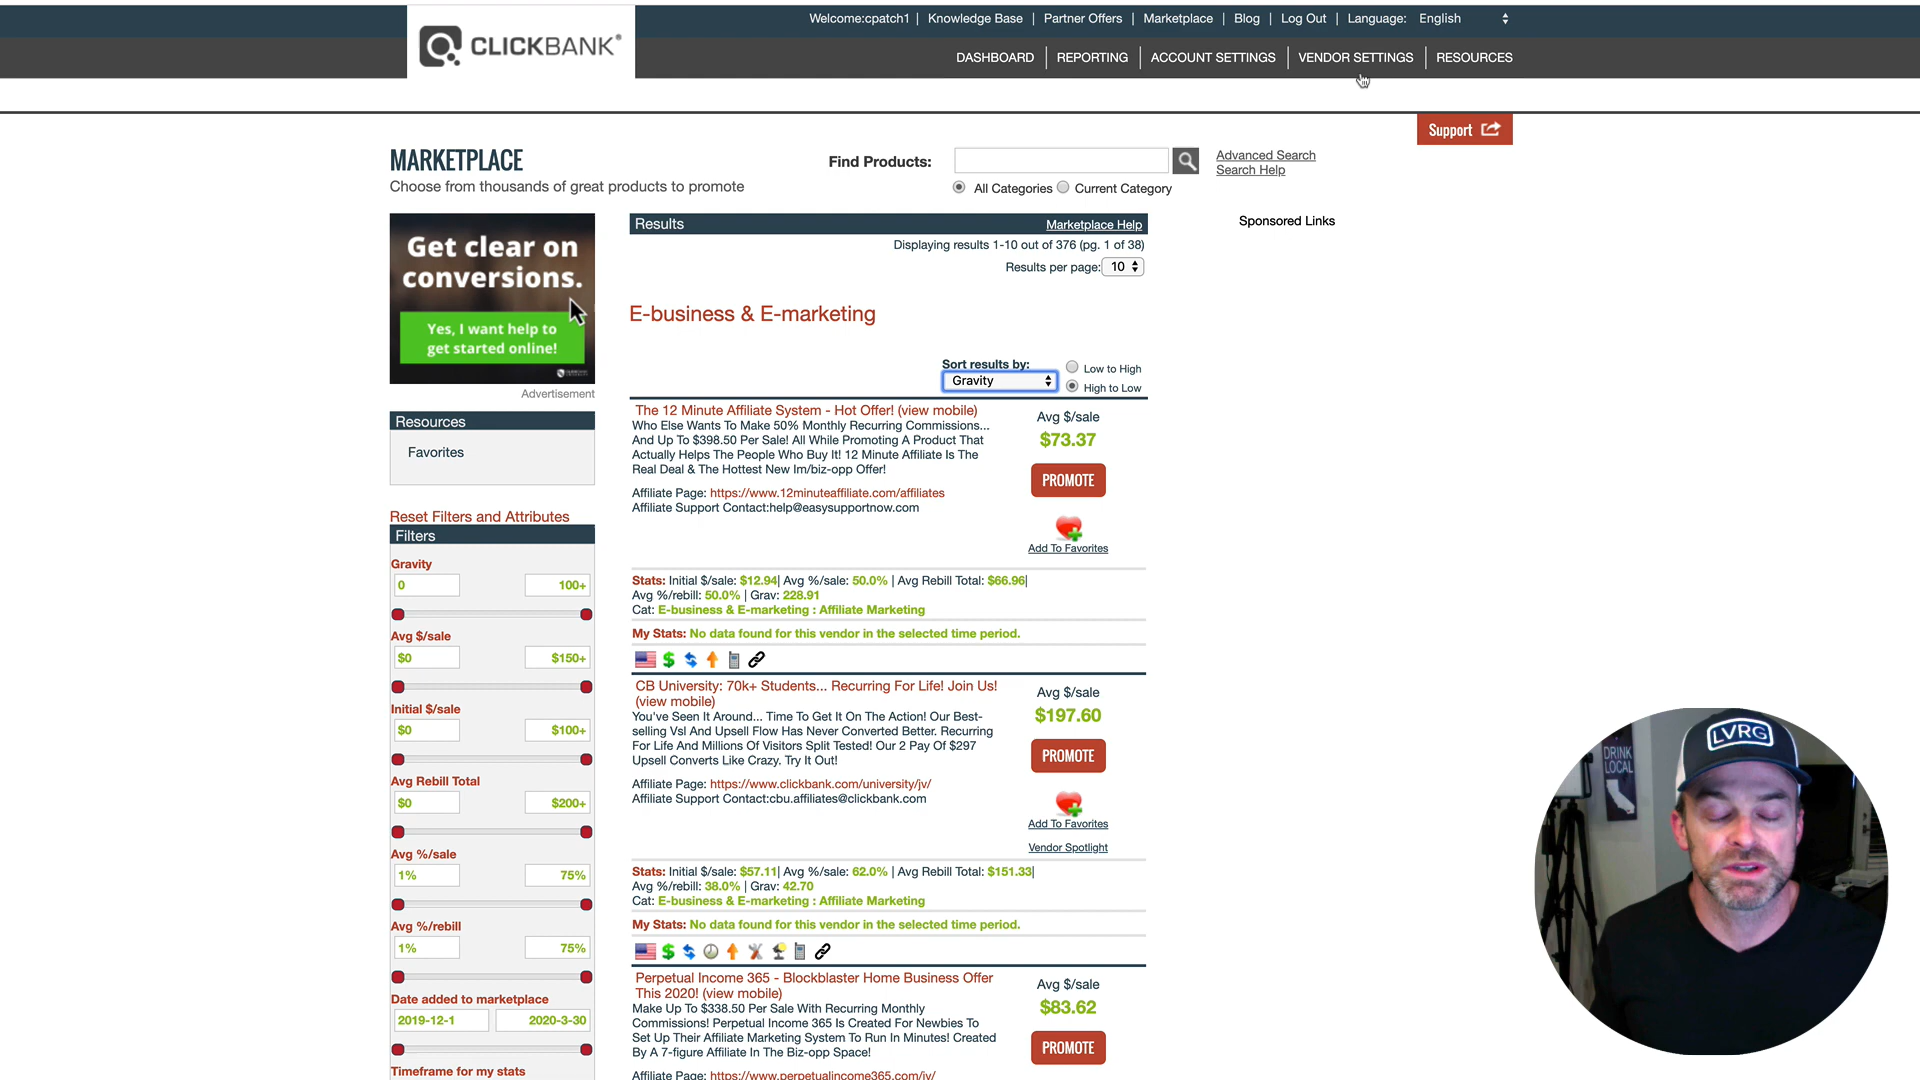 Welcome:cpatch1 | Knowledge Base | Partner Offers | Marketplace | Blog | Log Out | Language: English
CLICKBANK
DASHBOARD | REPORTING | ACCOUNT SETTINGS | VENDOR SETTINGS | RESOURCES
Support
MARKETPLACE
Choose from thousands of great products to promote
Find Products:
Advanced Search
Search Help
All Categories Current Category
Get clear on
conversions.
Yes, I want help to
get started online!
Advertisement
Resources
Favorites
Reset Filters and Attributes
Filters
Gravity
0 100+
Avg $/sale
$0 $150+
Initial $/sale
$0 $100+
Avg Rebill Total
$0 $200+
Avg %/sale
1% 75%
Avg %/rebill
1% 75%
Date added to marketplace
2019-12-1 2020-3-30
Timeframe for my stats
Results Marketplace Help
Displaying results 1-10 out of 376 (pg. 1 of 38)
Results per page: 10
E-business & E-marketing
Sort results by:
Gravity
Low to High
High to Low
The 12 Minute Affiliate System - Hot Offer! (view mobile)
Who Else Wants To Make 50% Monthly Recurring Commissions...
And Up To $398.50 Per Sale! All While Promoting A Product That
Actually Helps The People Who Buy It! 12 Minute Affiliate Is The
Real Deal & The Hottest New Im/biz-opp Offer!
Affiliate Page: https://www.12minuteaffiliate.com/affiliates
Affiliate Support Contact:help@easysupportnow.com
Avg $/sale
$73.37
PROMOTE
Add To Favorites
Stats: Initial $/sale: $12.94| Avg %/sale: 50.0% | Avg Rebill Total: $66.96|
Avg %/rebill: 50.0% | Grav: 228.91
Cat: E-business & E-marketing : Affiliate Marketing
My Stats: No data found for this vendor in the selected time period.
CB University: 70k+ Students... Recurring For Life! Join Us!
(view mobile)
You've Seen It Around... Time To Get It On The Action! Our Best-
selling Vsl And Upsell Flow Has Never Converted Better. Recurring
For Life And Millions Of Visitors Split Tested! Our 2 Pay Of $297
Upsell Converts Like Crazy. Try It Out!
Affiliate Page: https://www.clickbank.com/university/jv/
Affiliate Support Contact:cbu.affiliates@clickbank.com
Avg $/sale
$197.60
PROMOTE
Add To Favorites
Vendor Spotlight
Stats: Initial $/sale: $57.11| Avg %/sale: 62.0% | Avg Rebill Total: $151.33|
Avg %/rebill: 38.0% | Grav: 42.70
Cat: E-business & E-marketing : Affiliate Marketing
My Stats: No data found for this vendor in the selected time period.
Perpetual Income 365 - Blockblaster Home Business Offer
This 2020! (view mobile)
Make Up To $338.50 Per Sale With Recurring Monthly
Commissions! Perpetual Income 365 Is Created For Newbies To
Set Up Their Affiliate Marketing System To Run In Minutes! Created
By A 7-figure Affiliate In The Biz-opp Space!
Affiliate Page: https://www.perpetualincome365.com/jv/
Avg $/sale
$83.62
PROMOTE
Sponsored Links
LVRG
DRINK
LOCAL